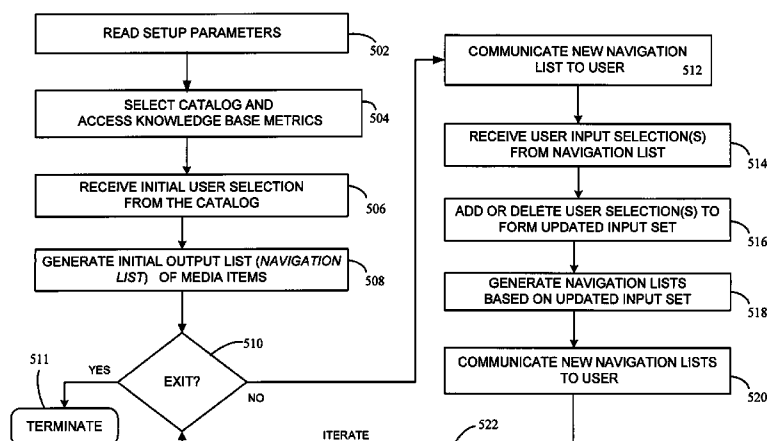 READ SETUP PARAMETERS
502
SELECT CATALOG AND
ACCESS KNOWLEDGE BASE METRICS
504
RECEIVE INITIAL USER SELECTION
FROM THE CATALOG
506
GENERATE INITIAL OUTPUT LIST (NAVIGATION
LIST) OF MEDIA ITEMS
508
510
EXIT?
YES
NO
511
TERMINATE
COMMUNICATE NEW NAVIGATION
LIST TO USER
512
RECEIVE USER INPUT SELECTION(S)
FROM NAVIGATION LIST
514
ADD OR DELETE USER SELECTION(S) TO
FORM UPDATED INPUT SET
516
GENERATE NAVIGATION LISTS
BASED ON UPDATED INPUT SET
518
COMMUNICATE NEW NAVIGATION LISTS
TO USER
520
ITERATE
522